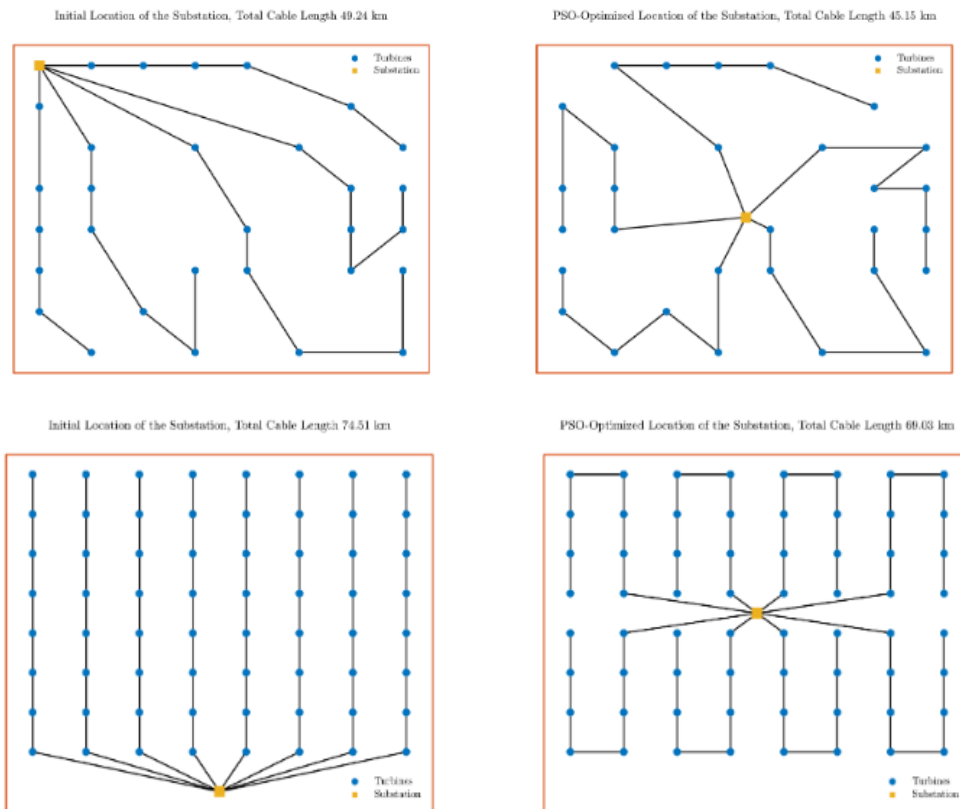 Initial Location of the Substation, Total Cable Length 49.24 km
PSO-Optimized Location of the Substation, Total Cable Length 45.15 km
Turbines
Substation
Turbines
Substation
Initial Location of the Substation, Total Cable Length 74.51 km
PSO-Optimized Location of the Substation, Total Cable Length 69.03 km
Turbines
Substation
Turbines
Substation